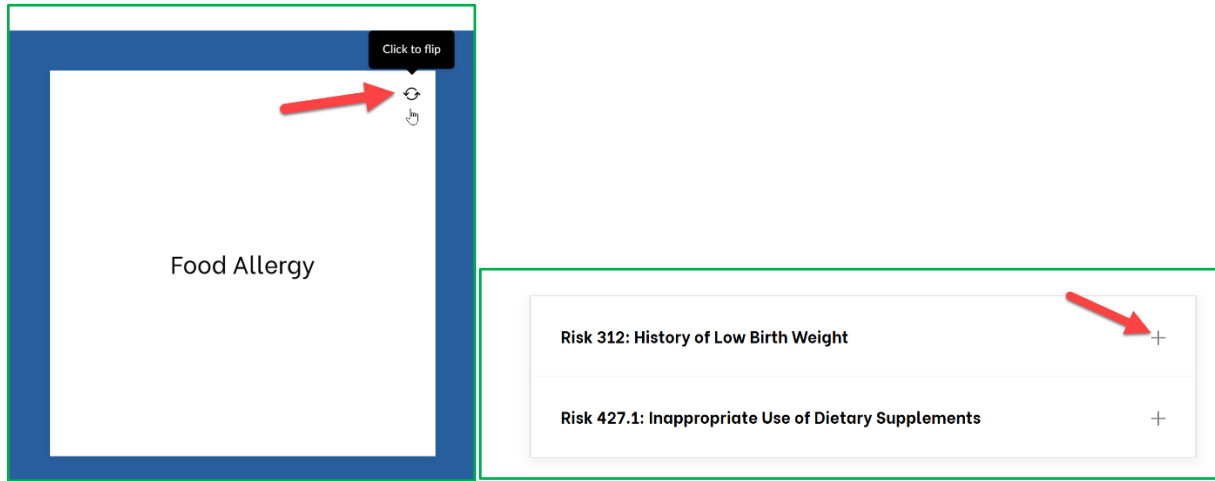 Click to flip
Food Allergy
Risk 312: History of Low Birth Weight
Risk 427.1: Inappropriate Use of Dietary Supplements